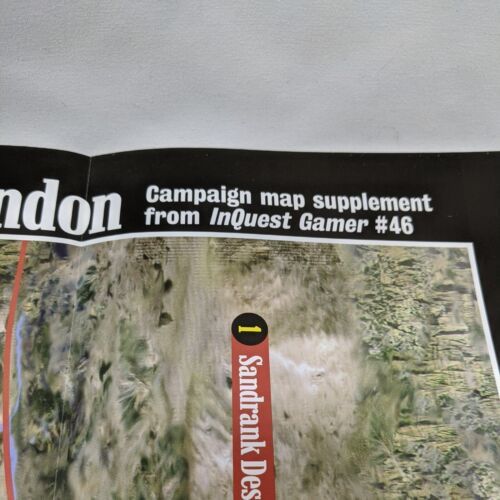 ndon
Campaign map supplement
from InQuest Gamer #46
1
Sandrank Des